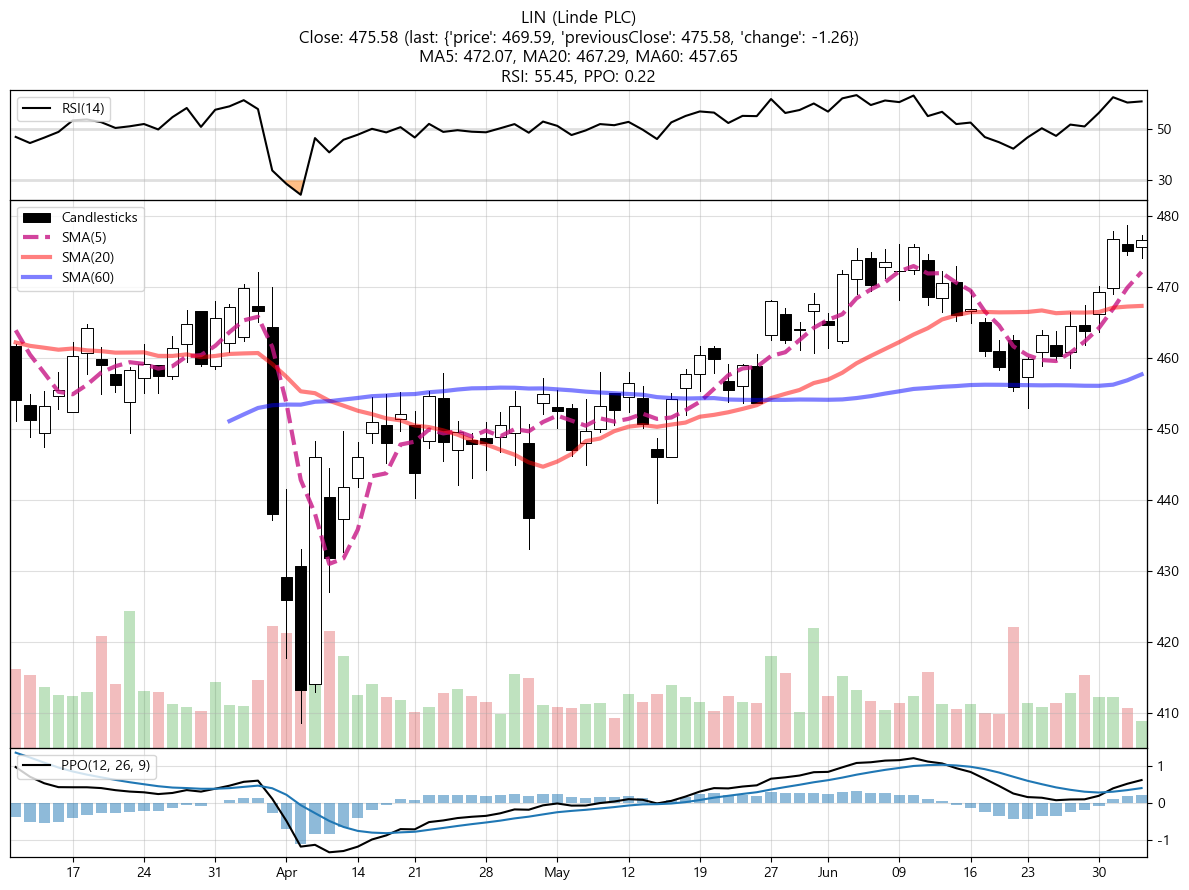 LIN (Linde PLC)
Close: 475.58 (last: {'price': 469.59, 'previousClose': 475.58, 'change': -1.26})
MA5: 472.07, MA20: 467.29, MA60: 457.65
RSI: 55.45, PPO: 0.22
RSI(14)
50
30
Candlesticks
SMA(5)
SMA(20)
SMA(60)
480
470
460
450
440
430
420
410
PPO(12, 26, 9)
1
0
-1
17 24 31 Apr 14 21 28 May 12 19 27 Jun 09 16 23 30